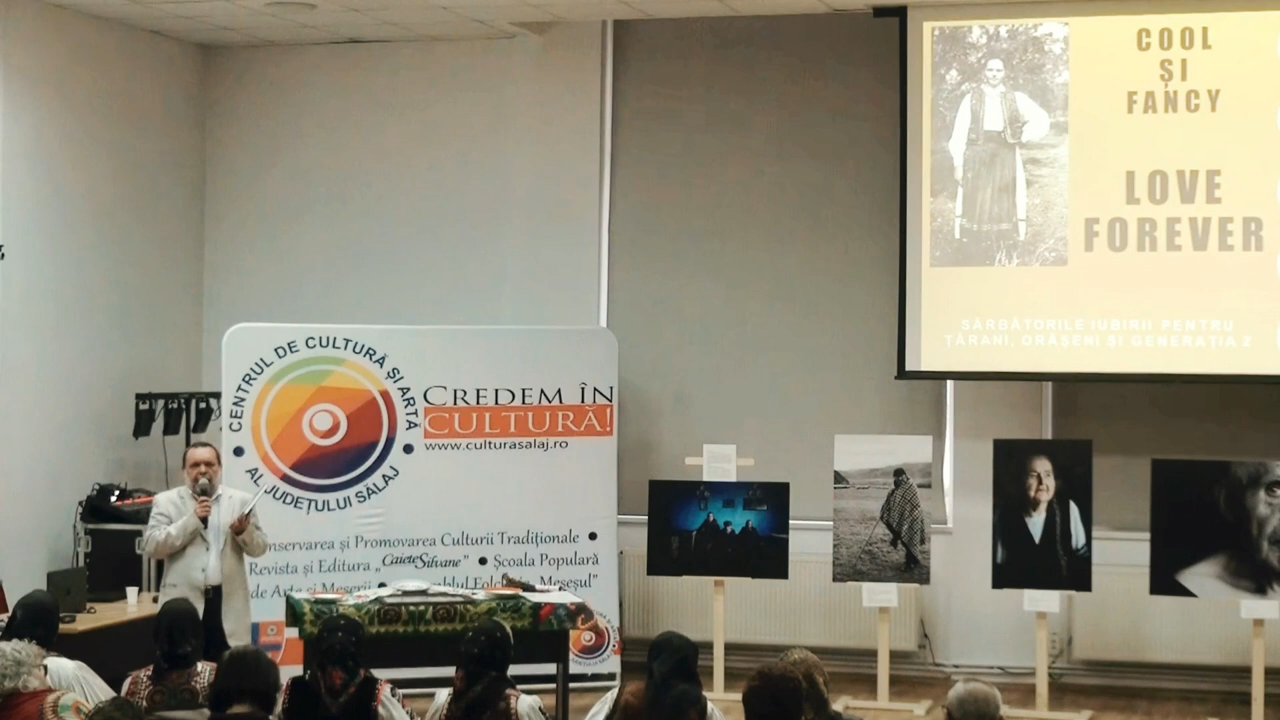 COOL
ȘI
FANCY
LOVE
FOREVER
SĂRBĂTORILE IUBIRII PENTRU
ȚĂRANI, ORĂȘENI ȘI GENERAȚIA Z
CENTRUL DE CULTURĂ ȘI ARTĂ
AL JUDEȚULUI SĂLAJ
CREDEM ÎN
CULTURĂ!
www.culturasalaj.ro
nservarea și Promovarea Culturii Tradiționale •
Revista și Editura „Caiete Silvane” • Școala Populară
de Arte și Meserii • Meseșul”